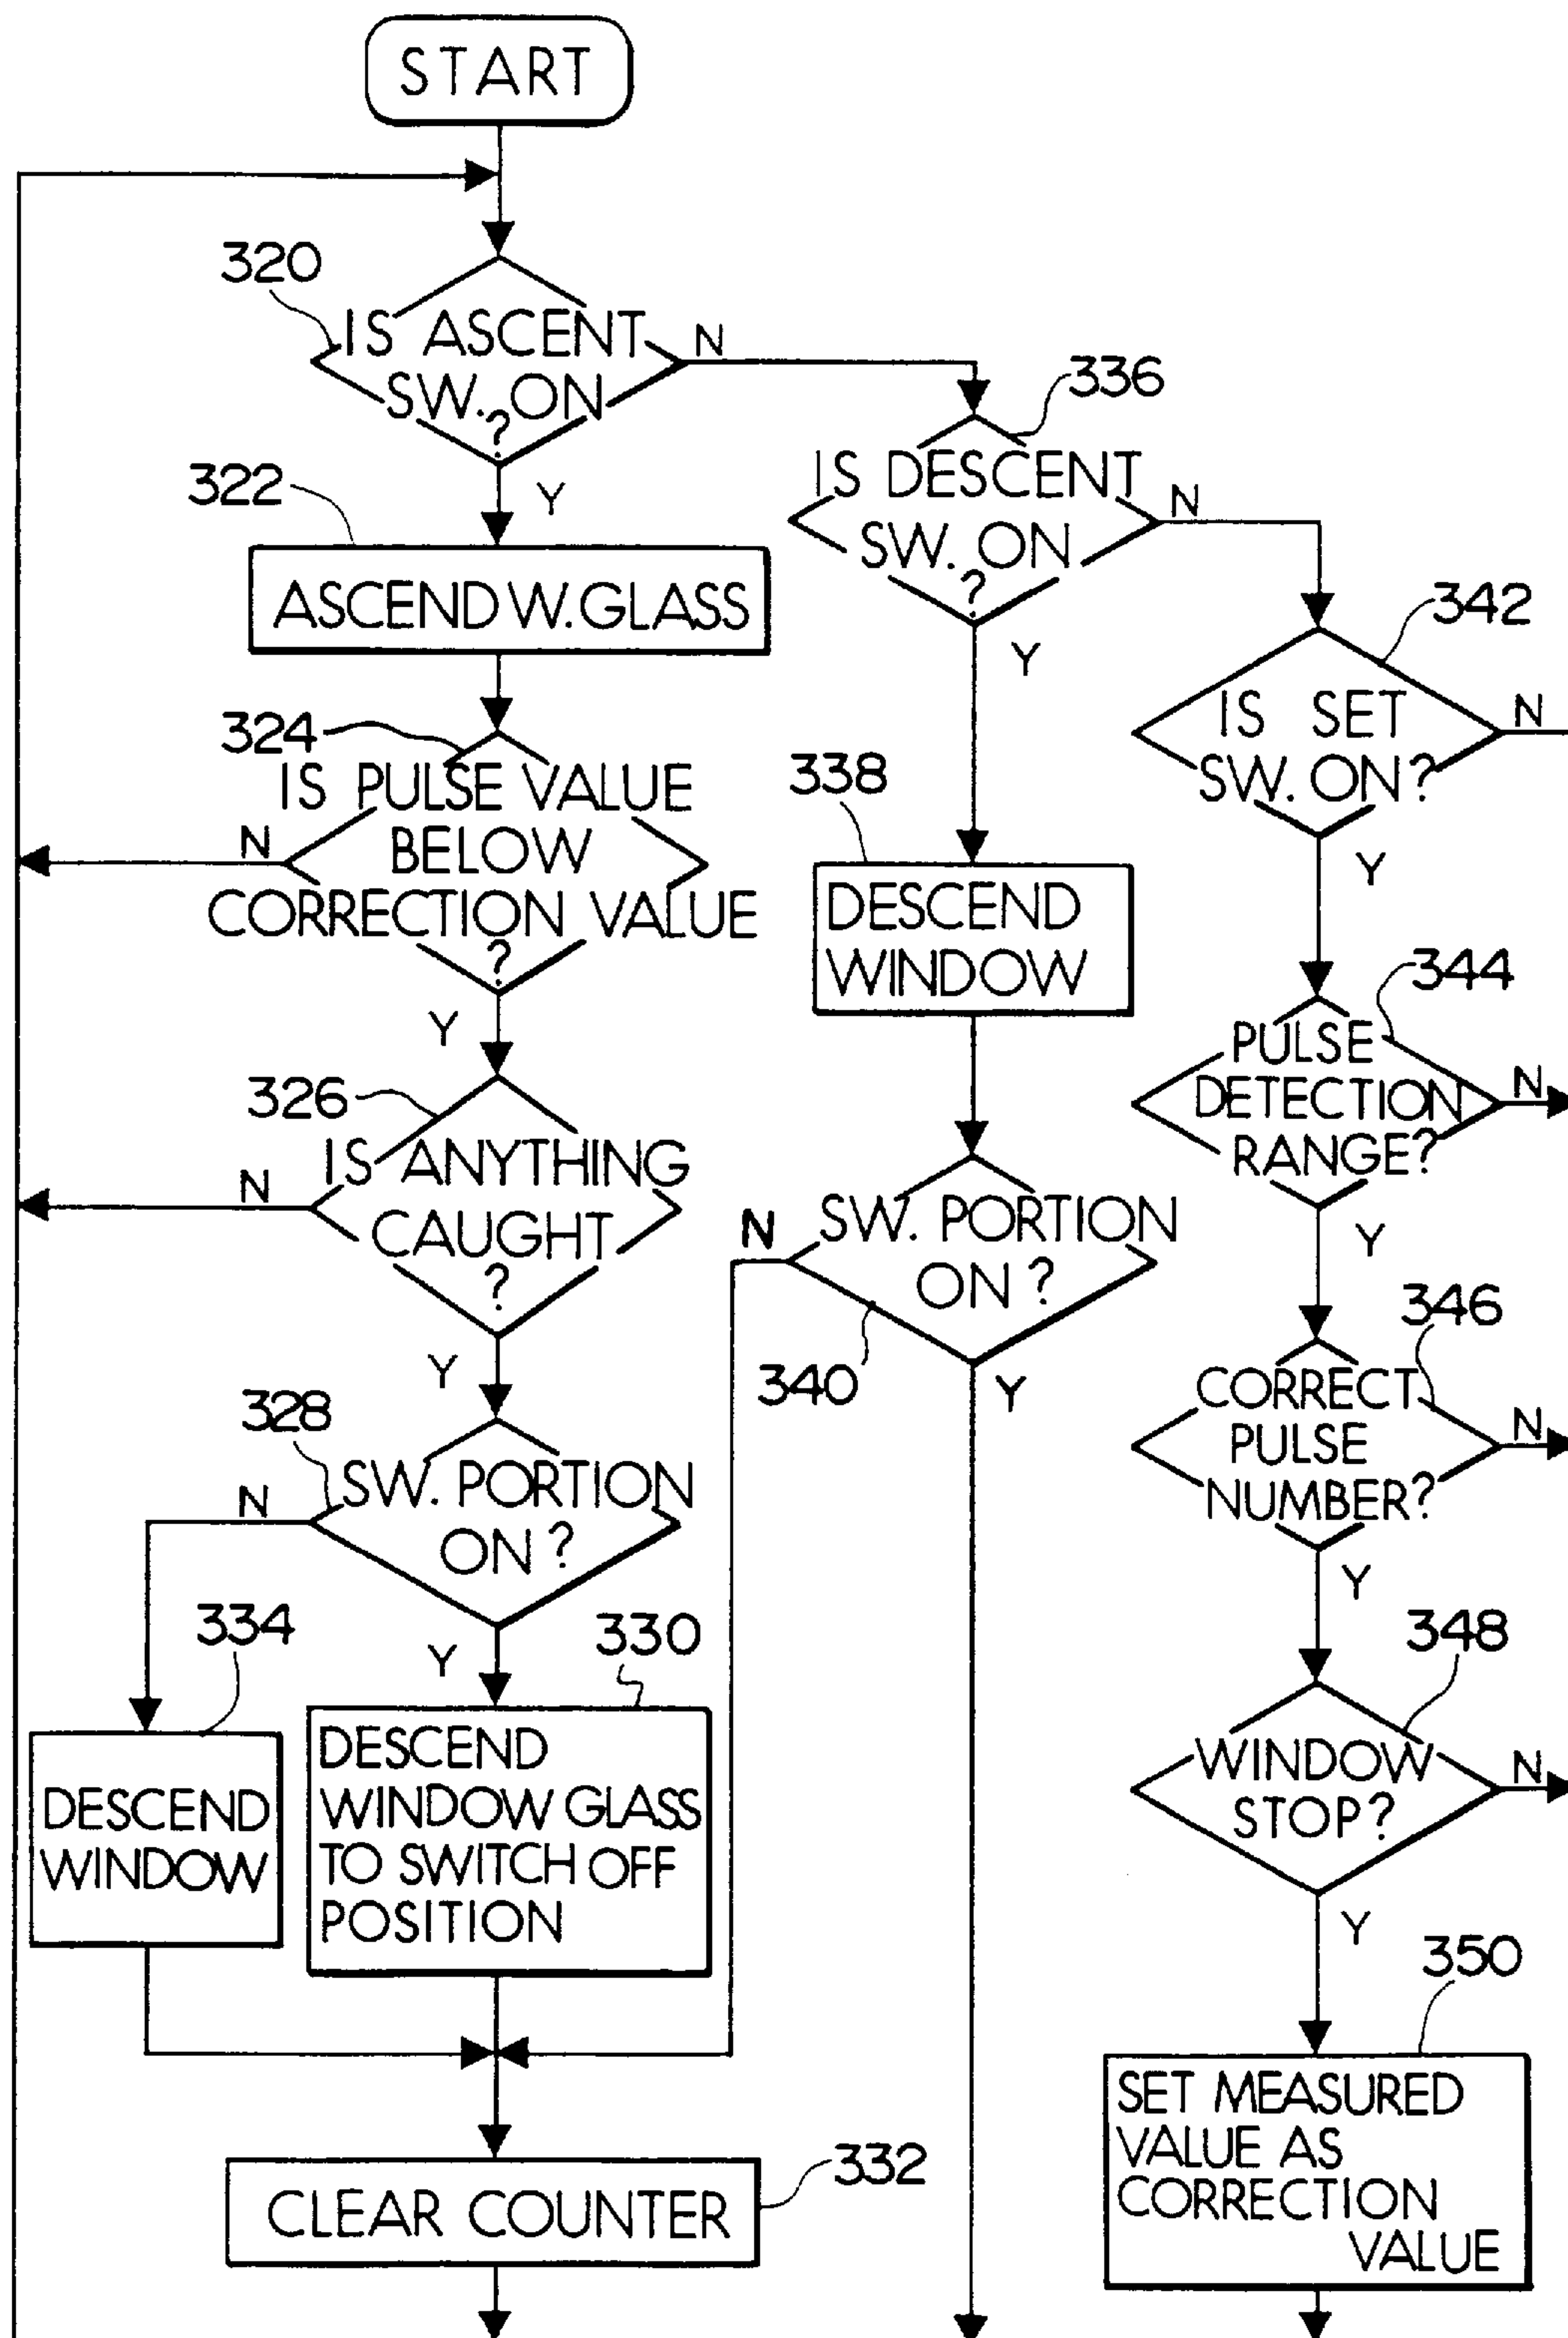 START
320
IS ASCENT
SW. ON
?
N
Y
322
ASCEND W. GLASS
324
IS PULSE VALUE
BELOW
CORRECTION VALUE
?
N
Y
326
IS ANYTHING
CAUGHT
?
N
Y
328
SW. PORTION
ON ?
N
Y
334
DESCEND
WINDOW
330
DESCEND
WINDOW GLASS
TO SWITCH OFF
POSITION
332
CLEAR COUNTER
336
IS DESCENT
SW. ON
?
N
Y
338
DESCEND
WINDOW
340
SW. PORTION
ON ?
N
Y
342
IS SET
SW. ON?
N
Y
344
PULSE
DETECTION
RANGE?
N
Y
346
CORRECT
PULSE
NUMBER?
N
Y
348
WINDOW
STOP?
N
Y
350
SET MEASURED
VALUE AS
CORRECTION
VALUE